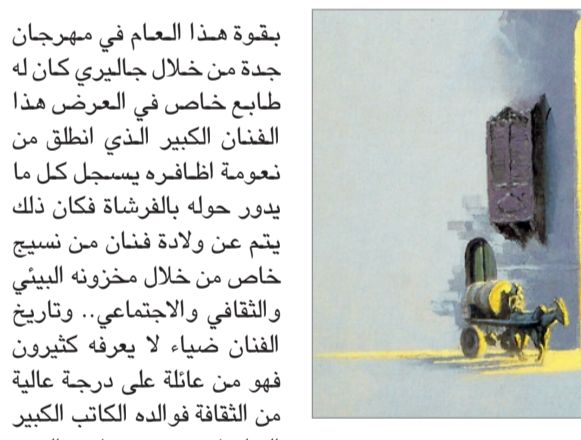 بقوة هذا العام في مهرجان
جدة من خلال جاليري كان له
طابع خاص في العرض هذا
الفنان الكبير الذي انطلق من
نعومة اظافره يسجل كل ما
يدور حوله بالفرشاة فكان ذلك
يتم عن ولادة فنان من نسيج
خاص من خلال مخزونه البيئي
والثقافي والاجتماعي.. وتاريخ
الفنان ضياء لا يعرفه كثيرون
فهو من عائلة على درجة عالية
من الثقافة فوالده الكاتب الكبير